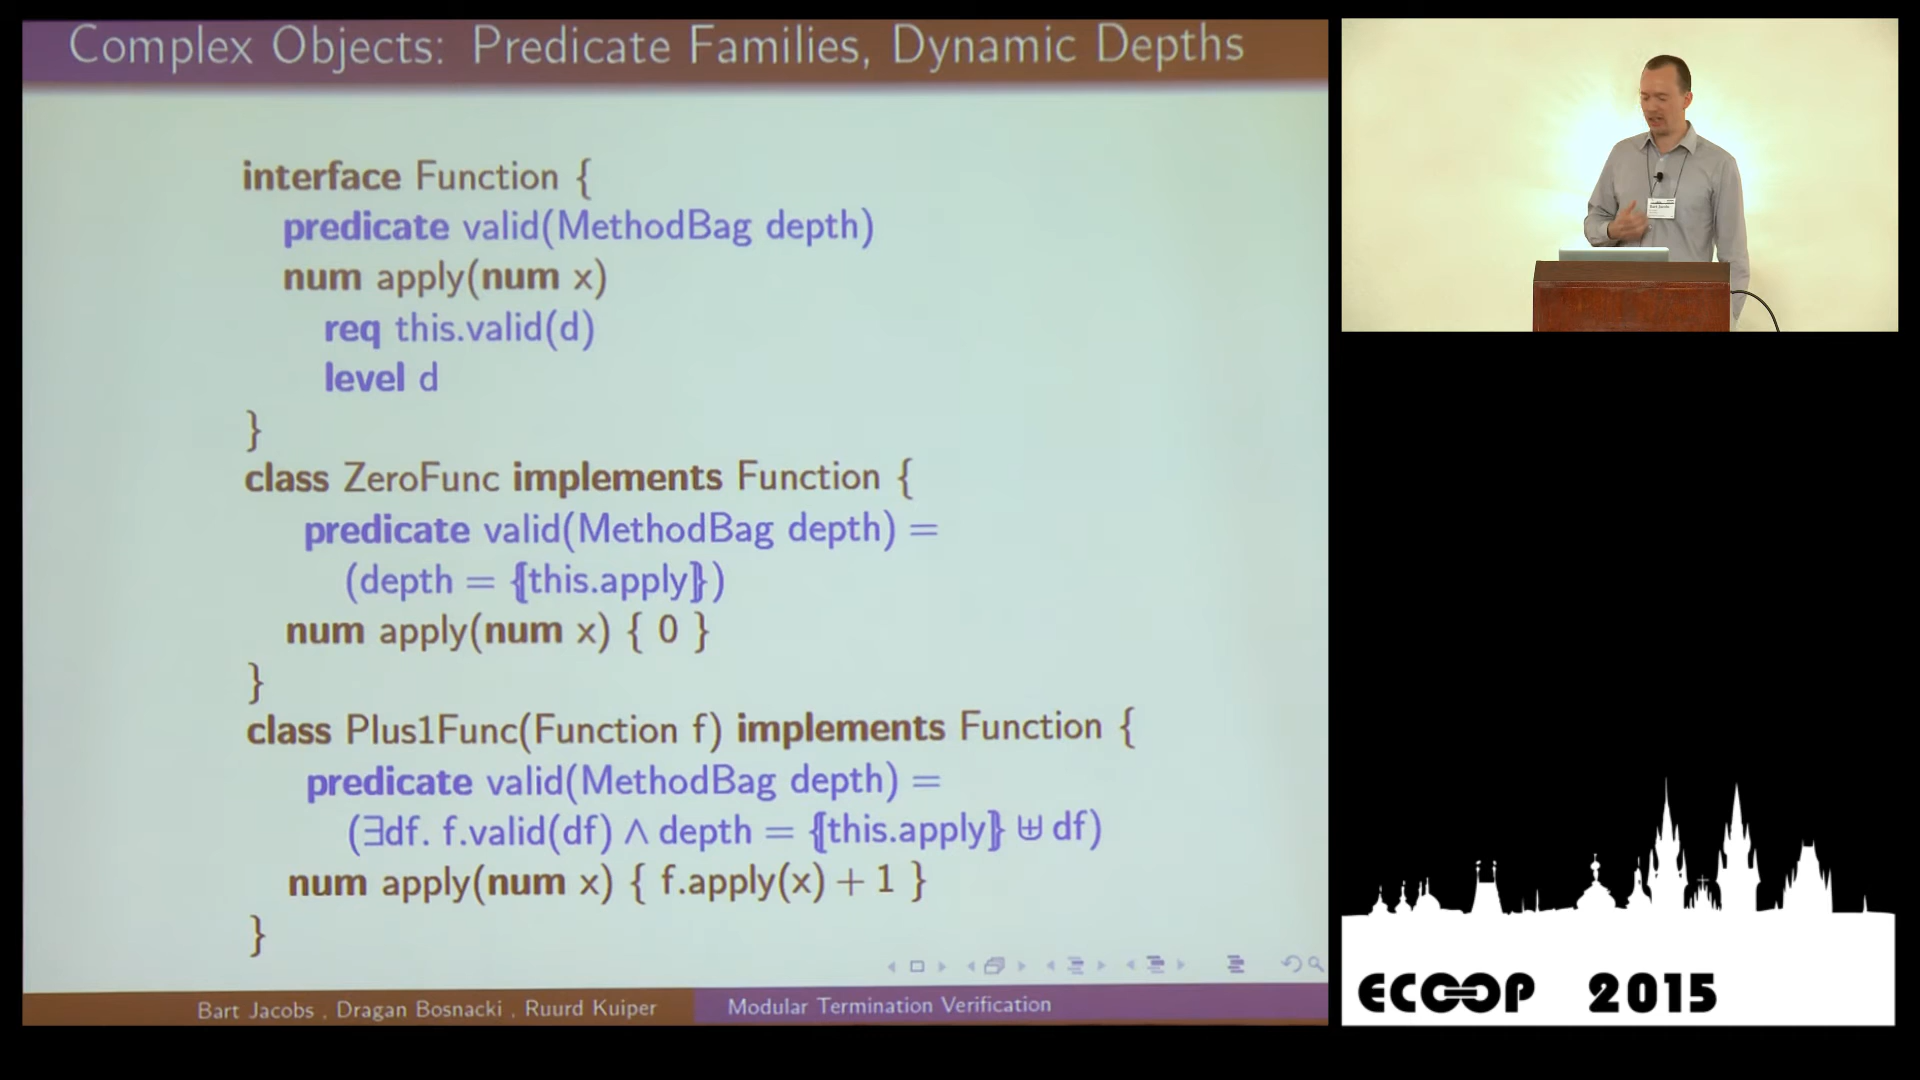 Complex Objects: Predicate Families, Dynamic Depths
interface Function {
predicate valid(MethodBag depth)
num apply(num x)
req this.valid(d)
level d
}
class ZeroFunc implements Function {
predicate valid(MethodBag depth) =
(depth = ⦃this.apply⦄)
num apply(num x) { 0 }
}
class Plus1Func(Function f) implements Function {
predicate valid(MethodBag depth) =
(∃df. f.valid(df) ∧ depth = ⦃this.apply⦄ ⊎ df)
num apply(num x) { f.apply(x) + 1 }
}
Bart Jacobs , Dragan Bosnacki , Ruurd Kuiper
Modular Termination Verification
ECOOP 2015